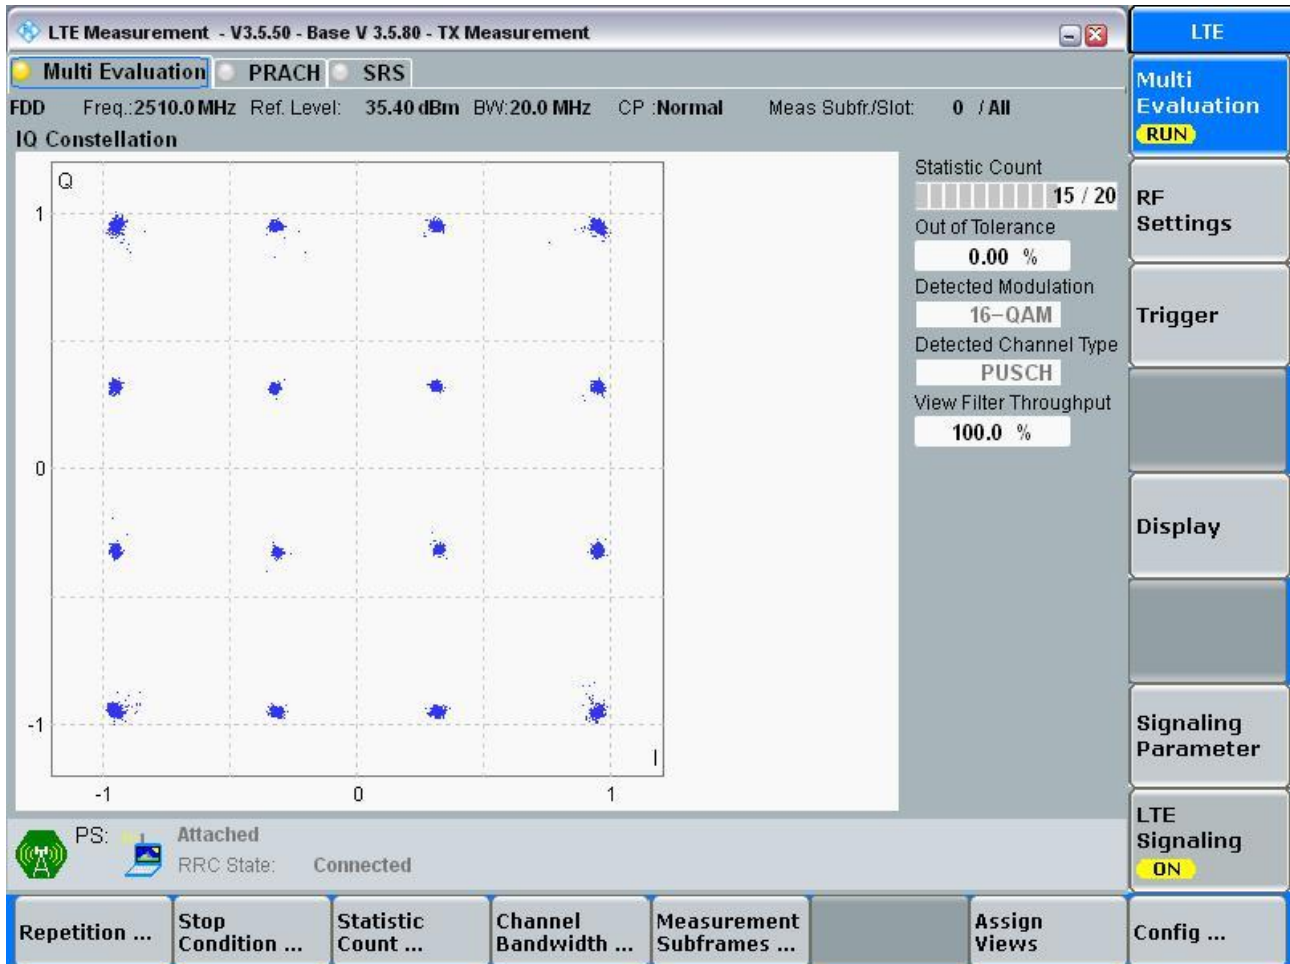 LTE Measurement - V3.5.50 - Base V 3.5.80 - TX Measurement
LTE
Multi Evaluation PRACH SRS
FDD Freq.:2510.0 MHz Ref. Level: 35.40 dBm BW:20.0 MHz CP :Normal Meas Subfr./Slot: 0 / All
IQ Constellation
Q
1
0
-1
I
-1 0 1
Statistic Count
15 / 20
Out of Tolerance
0.00 %
Detected Modulation
16-QAM
Detected Channel Type
PUSCH
View Filter Throughput
100.0 %
Multi
Evaluation
RUN
RF
Settings
Trigger
Display
Signaling
Parameter
LTE
Signaling
ON
PS: Attached
RRC State: Connected
Repetition ...
Stop
Condition ...
Statistic
Count ...
Channel
Bandwidth ...
Measurement
Subframes ...
Assign
Views
Config ...